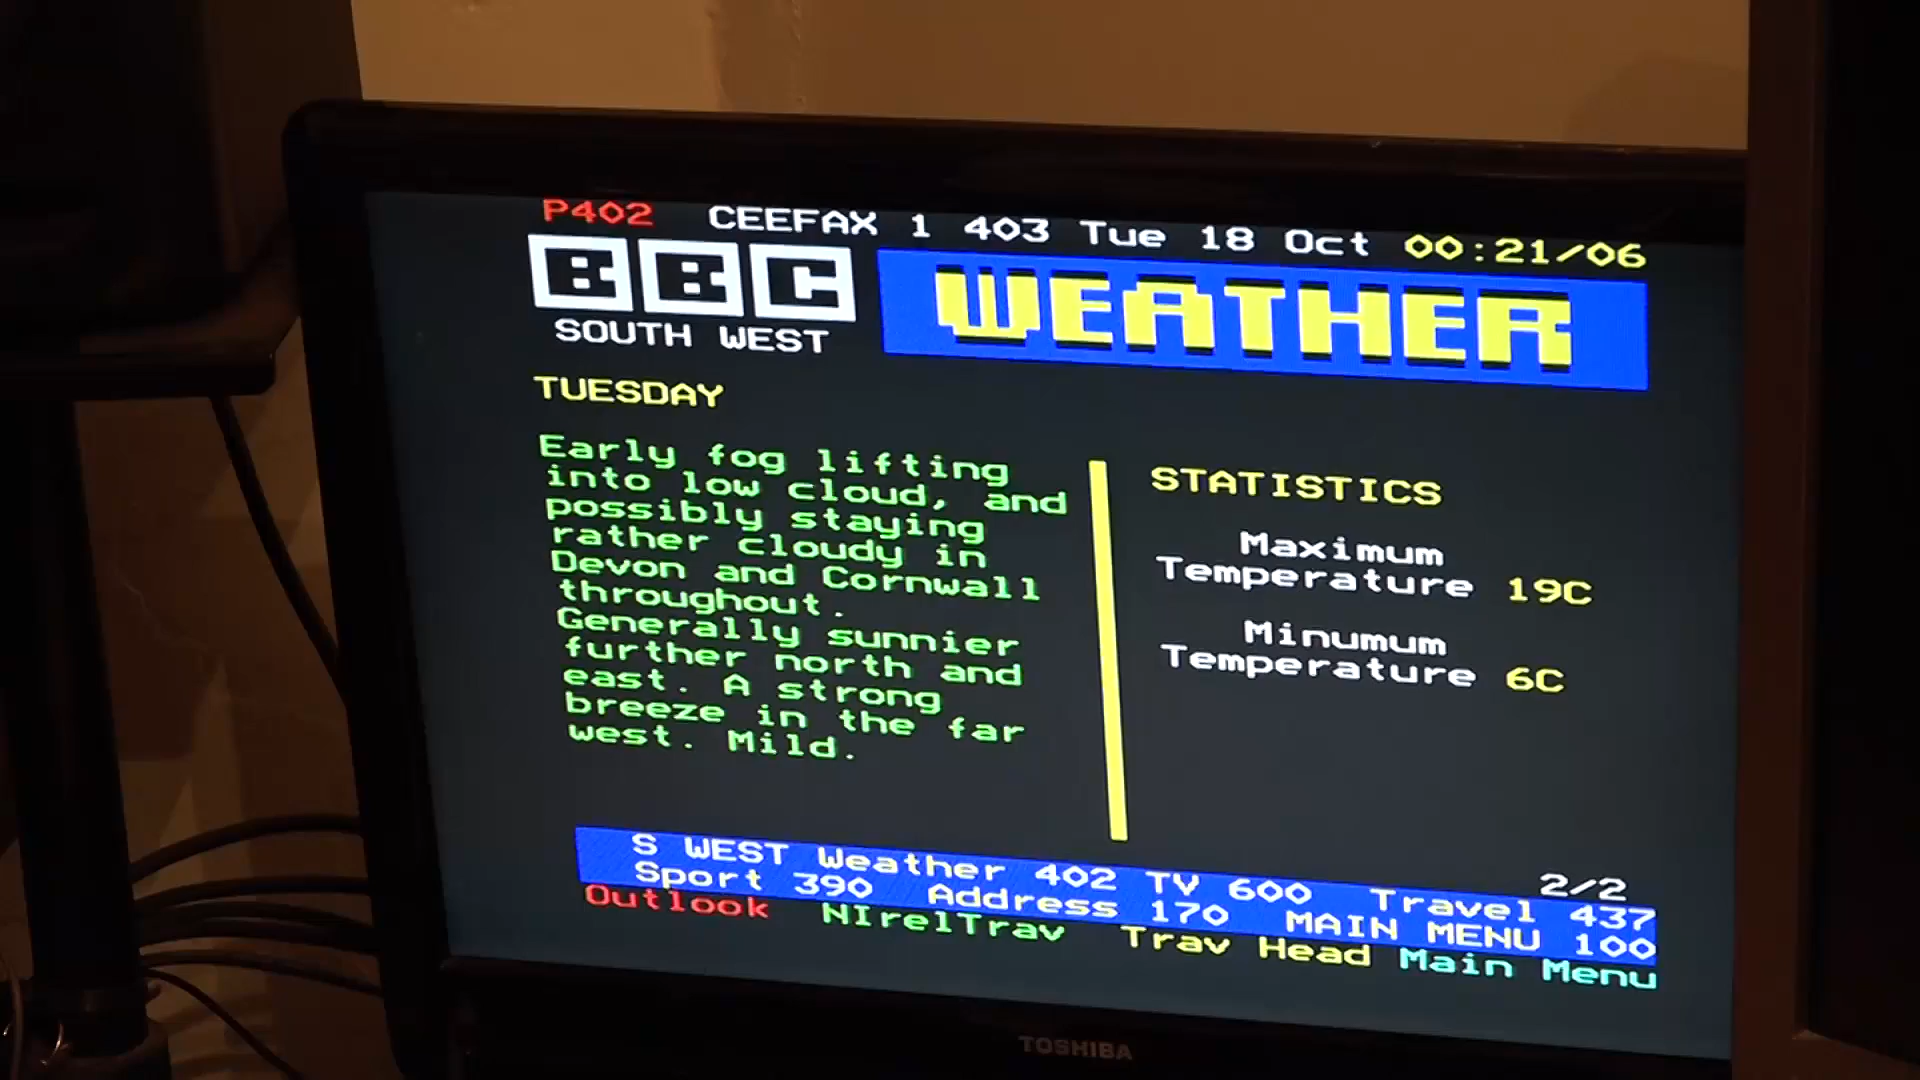 P402 CEEFAX 1 403 Tue 18 Oct 00:21/06
BBC WEATHER
SOUTH WEST
TUESDAY
Early fog lifting
into low cloud, and
possibly staying
rather cloudy in
Devon and Cornwall
throughout.
Generally sunnier
further north and
east. A strong
breeze in the far
west. Mild.
STATISTICS
Maximum
Temperature 19C
Minumum
Temperature 6C
2/2
S WEST Weather 402 TV 600 Travel 437
Sport 390 Address 170 MAIN MENU 100
Outlook NIrelTrav Trav Head Main Menu
TOSHIBA